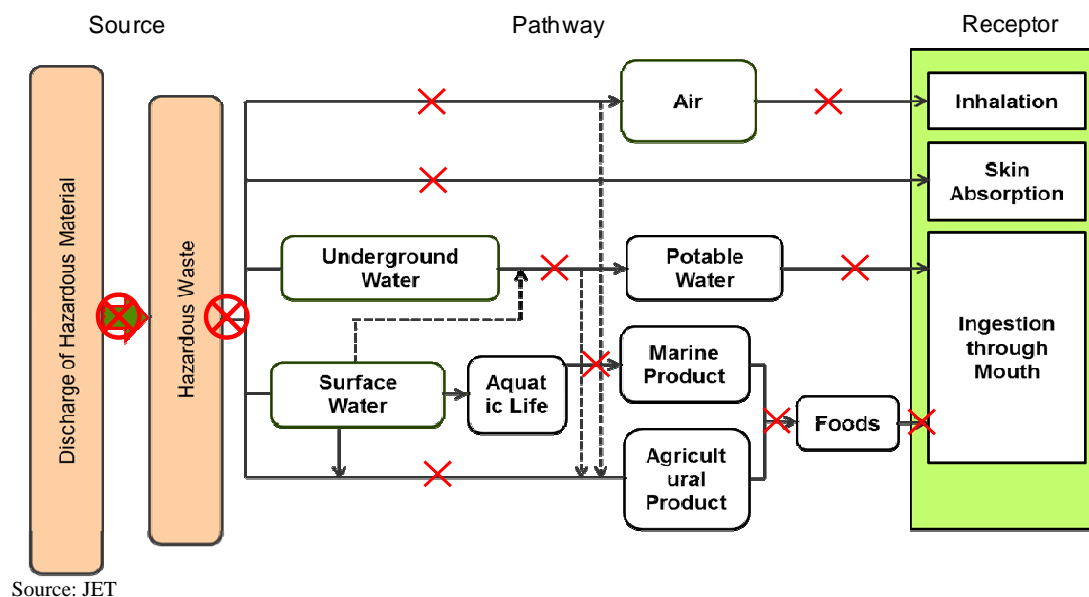 Source
Pathway
Receptor
Discharge of Hazardous Material
Hazardous Waste
Air
Inhalation
Skin
Absorption
Underground
Water
Potable
Water
Ingestion
through
Mouth
Surface
Water
Aquat
ic Life
Marine
Product
Foods
Agricult
ural
Product
Source: JET